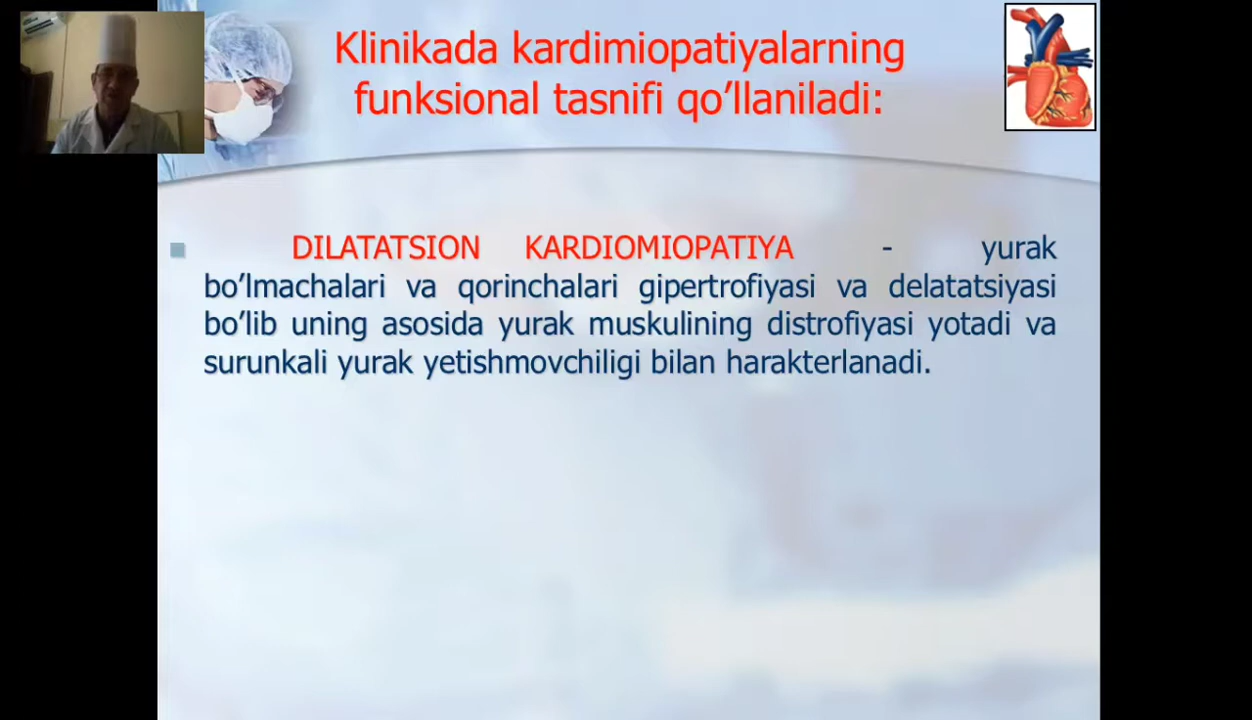 Klinikada kardimiopatiyalarning
funksional tasnifi qo’llaniladi:
DILATATSION KARDIOMIOPATIYA - yurak
bo’lmachalari va qorinchalari gipertrofiyasi va delatatsiyasi
bo’lib uning asosida yurak muskulining distrofiyasi yotadi va
surunkali yurak yetishmovchiligi bilan harakterlanadi.